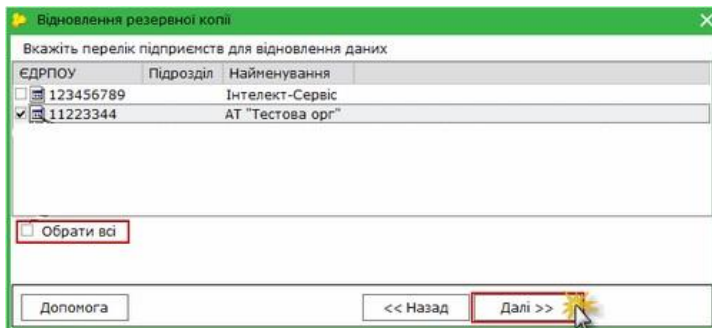 Відновлення резервної копії
Вкажіть перелік підприємств для відновлення даних
ЄДРПОУ Підрозділ Найменування
123456789 Інтелект-Сервіс
11223344 АТ "Тестова орг"
Обрати всі
Допомога << Назад Далі >>